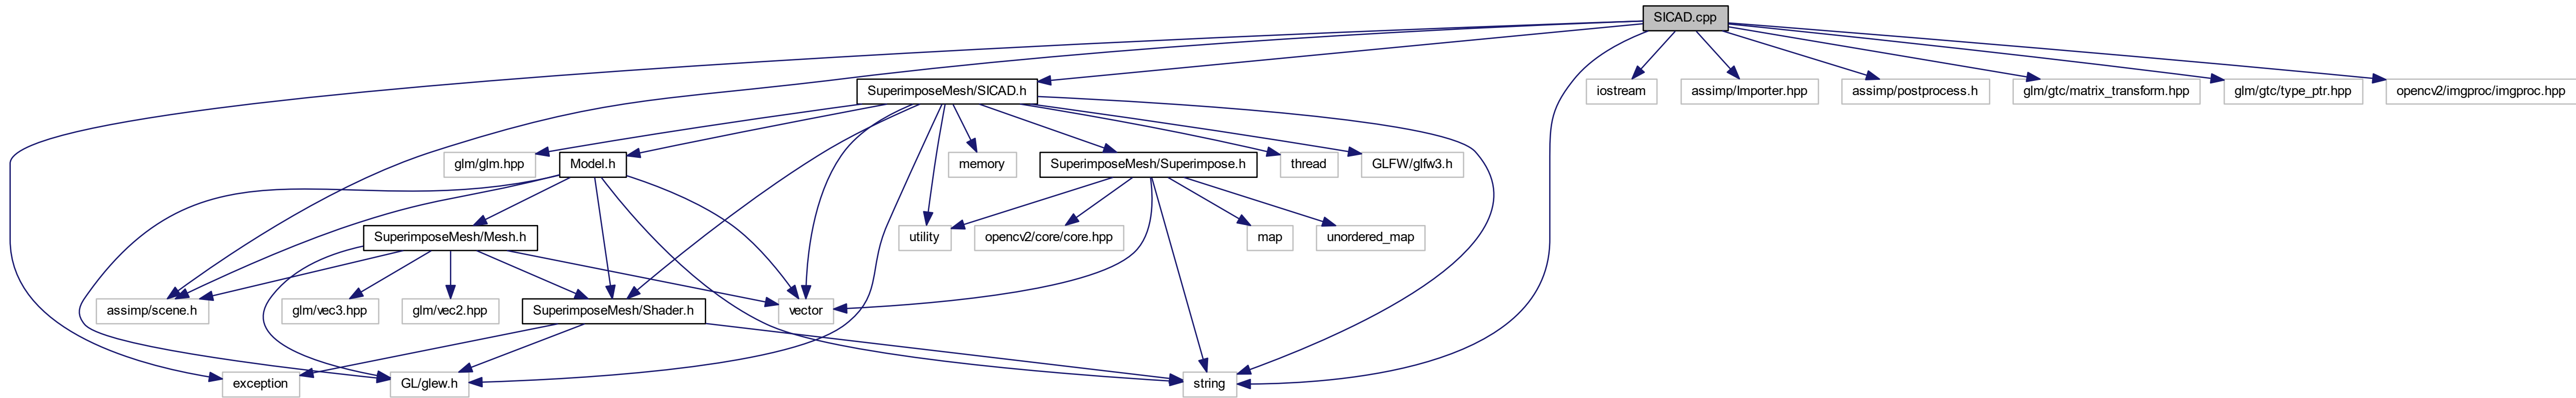 SICAD.cpp
SuperimposeMesh/SICAD.h
iostream
assimp/Importer.hpp
assimp/postprocess.h
glm/gtc/matrix_transform.hpp
glm/gtc/type_ptr.hpp
opencv2/imgproc/imgproc.hpp
glm/glm.hpp
Model.h
memory
SuperimposeMesh/Superimpose.h
thread
GLFW/glfw3.h
SuperimposeMesh/Mesh.h
utility
opencv2/core/core.hpp
map
unordered_map
assimp/scene.h
glm/vec3.hpp
glm/vec2.hpp
SuperimposeMesh/Shader.h
vector
exception
GL/glew.h
string